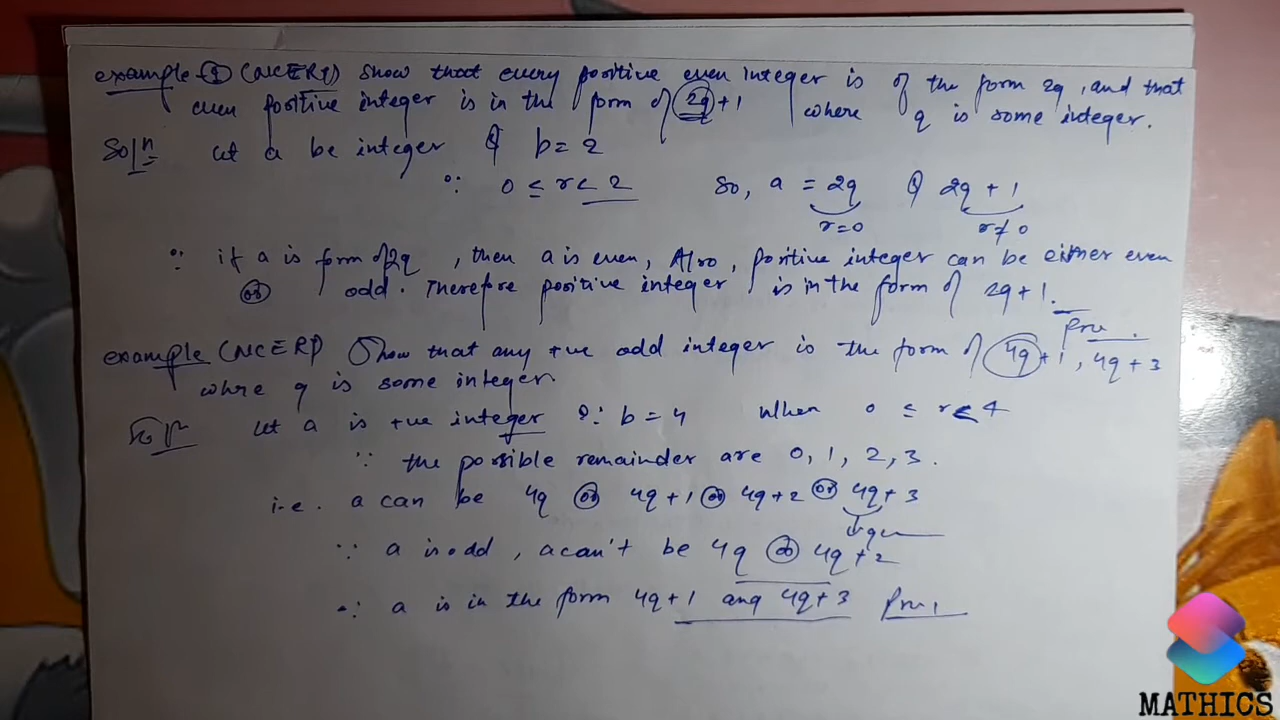 example ① (NCERT) Show that every positive even integer is of the form 2q, and that
even positive integer is in the form of 2q+1 where q is some integer.
Solⁿ let a be integer & b = 2
∵ 0 ≤ r < 2 So, a = 2q & 2q + 1
r=0 r≠0
∵ if a is form of 2q, then a is even, Also, positive integer can be either even
or odd. Therefore positive integer is in the form of 2q+1.
example (NCERT) Show that any +ve odd integer is the form of 4q+1, 4q+3
whre q is some integer.
Solⁿ let a is +ve integer ∵ b = 4 When 0 ≤ r < 4
∵ the possible remainder are 0, 1, 2, 3.
i.e. a can be 4q or 4q+1 or 4q+2 or 4q+3
∵ a is odd, a can't be 4q or 4q+2
∴ a is in the form 4q+1 and 4q+3
MATHICS